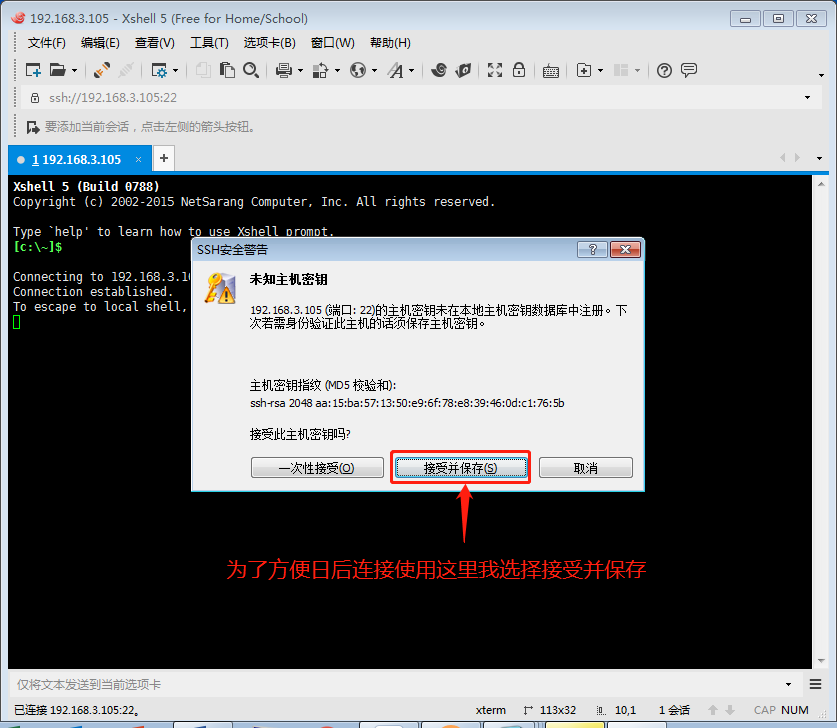 192.168.3.105 - Xshell 5 (Free for Home/School)
文件(F) 编辑(E) 查看(V) 工具(T) 选项卡(B) 窗口(W) 帮助(H)
ssh://192.168.3.105:22
要添加当前会话，点击左侧的箭头按钮。
1 192.168.3.105
Xshell 5 (Build 0788)
Copyright (c) 2002-2015 NetSarang Computer, Inc. All rights reserved.
Type `help' to learn how to use Xshell prompt.
[c:\~]$
Connecting to 192.168.3.10
Connection established.
To escape to local shell,
SSH安全警告
未知主机密钥
192.168.3.105 (端口: 22)的主机密钥未在本地主机密钥数据库中注册。下
次若需身份验证此主机的话须保存主机密钥。
主机密钥指纹 (MD5 校验和):
ssh-rsa 2048 aa:15:ba:57:13:50:e9:6f:78:e8:39:46:0d:c1:76:5b
接受此主机密钥吗?
一次性接受(O) 接受并保存(S) 取消
为了方便日后连接使用这里我选择接受并保存
仅将文本发送到当前选项卡
已连接 192.168.3.105:22。 xterm 113x32 10,1 1 会话 CAP NUM